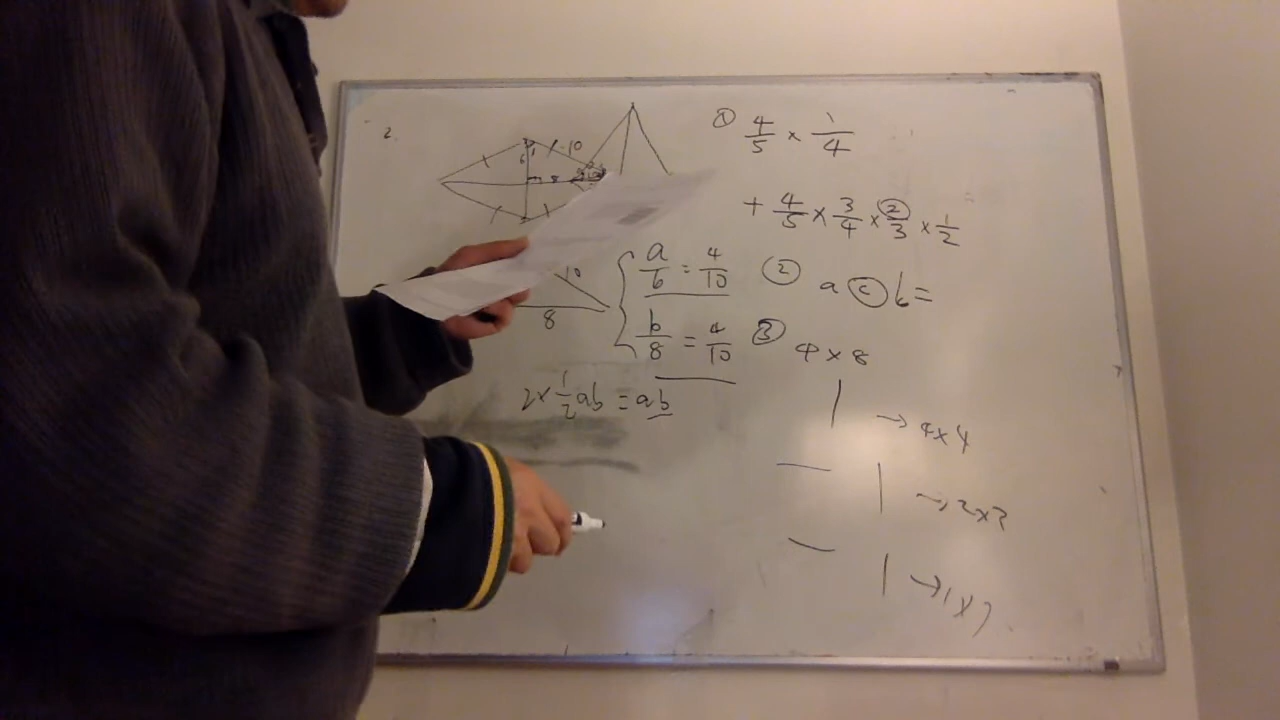 2.
6
10
8
10
8
a/6 = 4/10
b/8 = 4/10
2 × 1/2 ab = ab
① 4/5 × 1/4
+ 4/5 × 3/4 × ②/3 × 1/2
② a ⓒ b =
③ 4 × 8
→ 4×4
→ 2×2
→ 1×